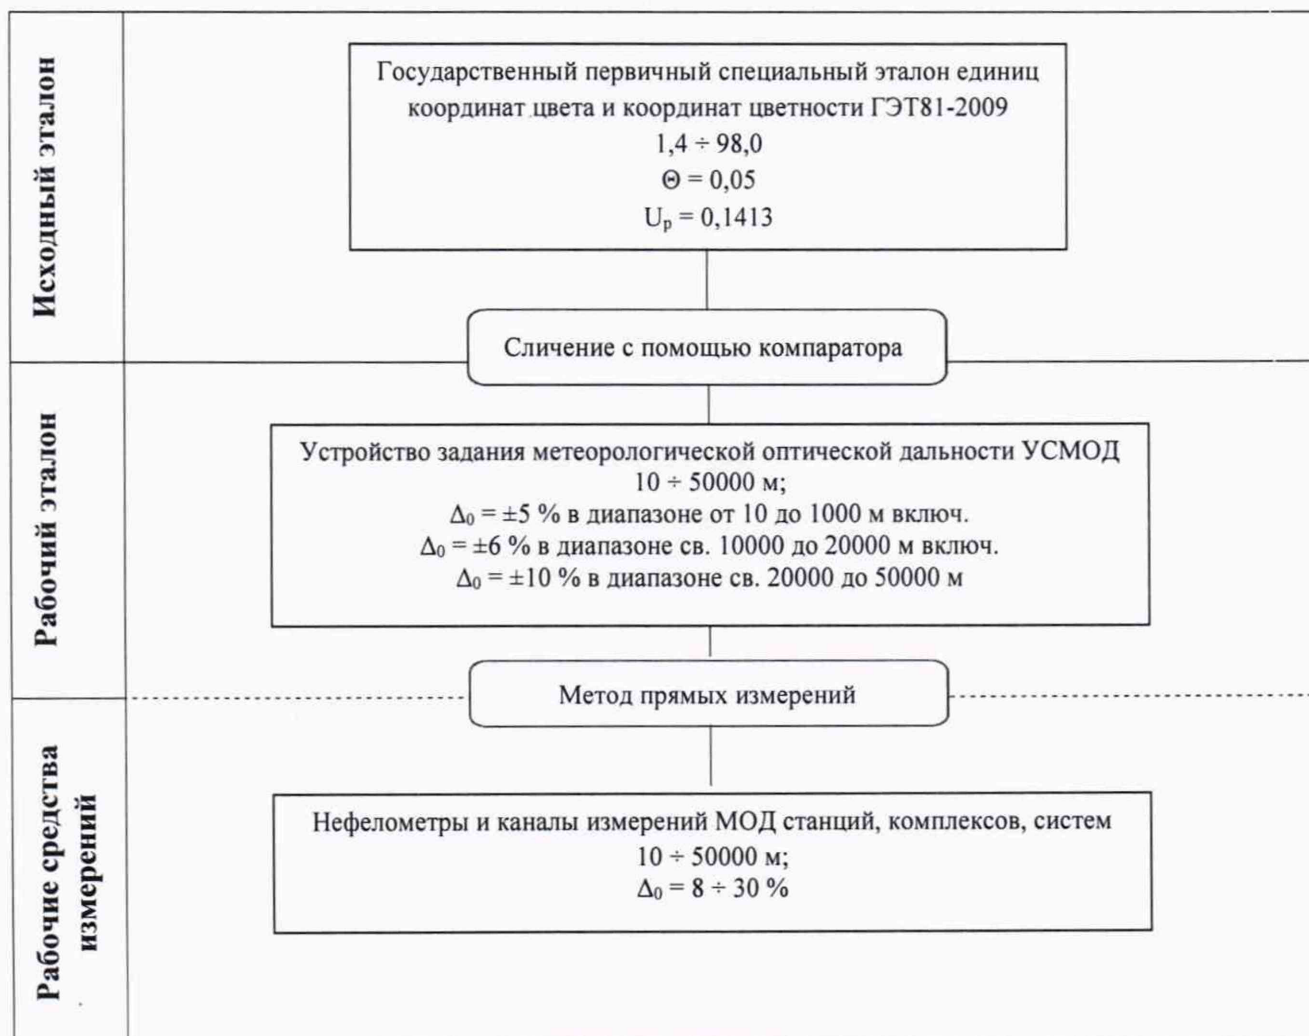 Исходный эталон
Государственный первичный специальный эталон единиц
координат цвета и координат цветности ГЭТ81-2009
1,4 ÷ 98,0
Θ = 0,05
Uр = 0,1413
Сличение с помощью компаратора
Рабочий эталон
Устройство задания метеорологической оптической дальности УСМОД
10 ÷ 50000 м;
Δ0 = ±5 % в диапазоне от 10 до 1000 м включ.
Δ0 = ±6 % в диапазоне св. 10000 до 20000 м включ.
Δ0 = ±10 % в диапазоне св. 20000 до 50000 м
Метод прямых измерений
Рабочие средства
измерений
Нефелометры и каналы измерений МОД станций, комплексов, систем
10 ÷ 50000 м;
Δ0 = 8 ÷ 30 %